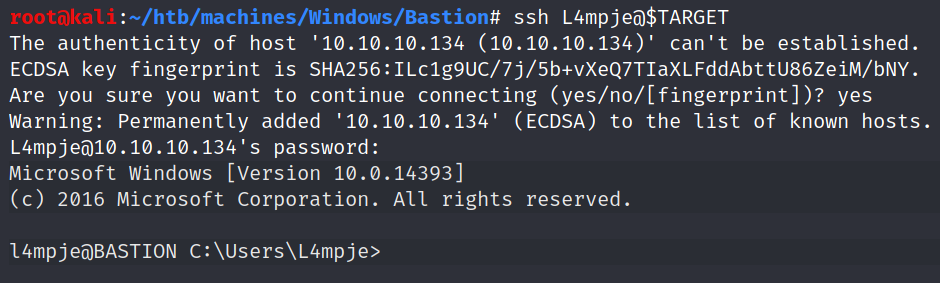 root@kali:~/htb/machines/Windows/Bastion# ssh L4mpje@$TARGET
The authenticity of host '10.10.10.134 (10.10.10.134)' can't be established.
ECDSA key fingerprint is SHA256:ILc1g9UC/7j/5b+vXeQ7TIaXLFddAbttU86ZeiM/bNY.
Are you sure you want to continue connecting (yes/no/[fingerprint])? yes
Warning: Permanently added '10.10.10.134' (ECDSA) to the list of known hosts.
L4mpje@10.10.10.134's password:
Microsoft Windows [Version 10.0.14393]
(c) 2016 Microsoft Corporation. All rights reserved.
l4mpje@BASTION C:\Users\L4mpje>